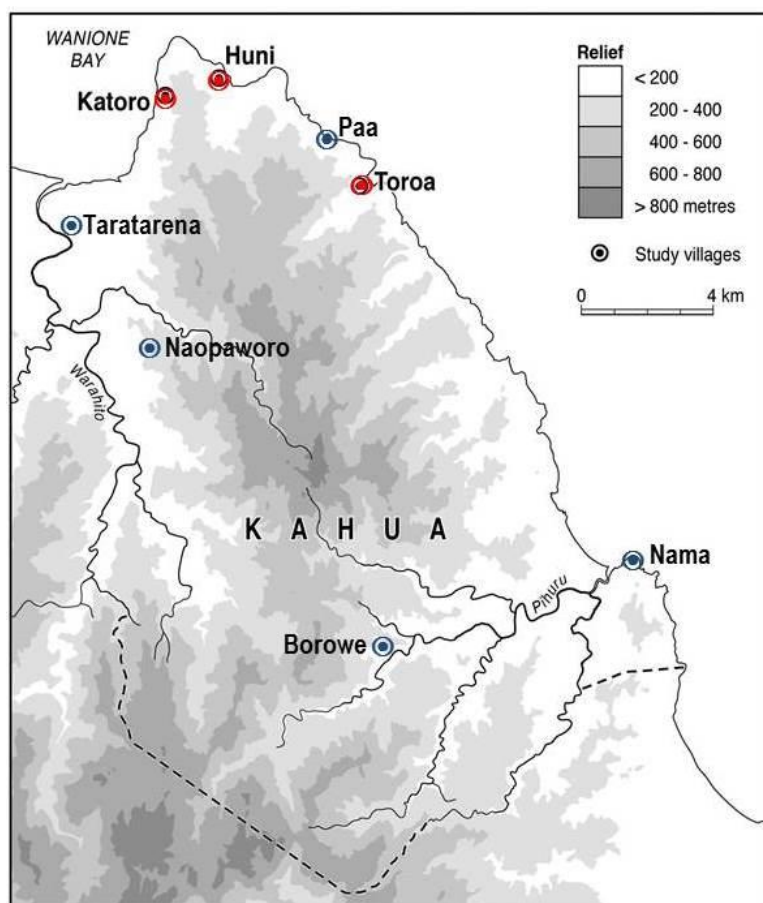 WANIONE
BAY
Huni
Katoro
Paa
Toroa
Taratarena
Naopaworo
Warahito
KAHUA
Nama
Pihuru
Borowe
Relief
< 200
200 - 400
400 - 600
600 - 800
> 800 metres
Study villages
0 4 km